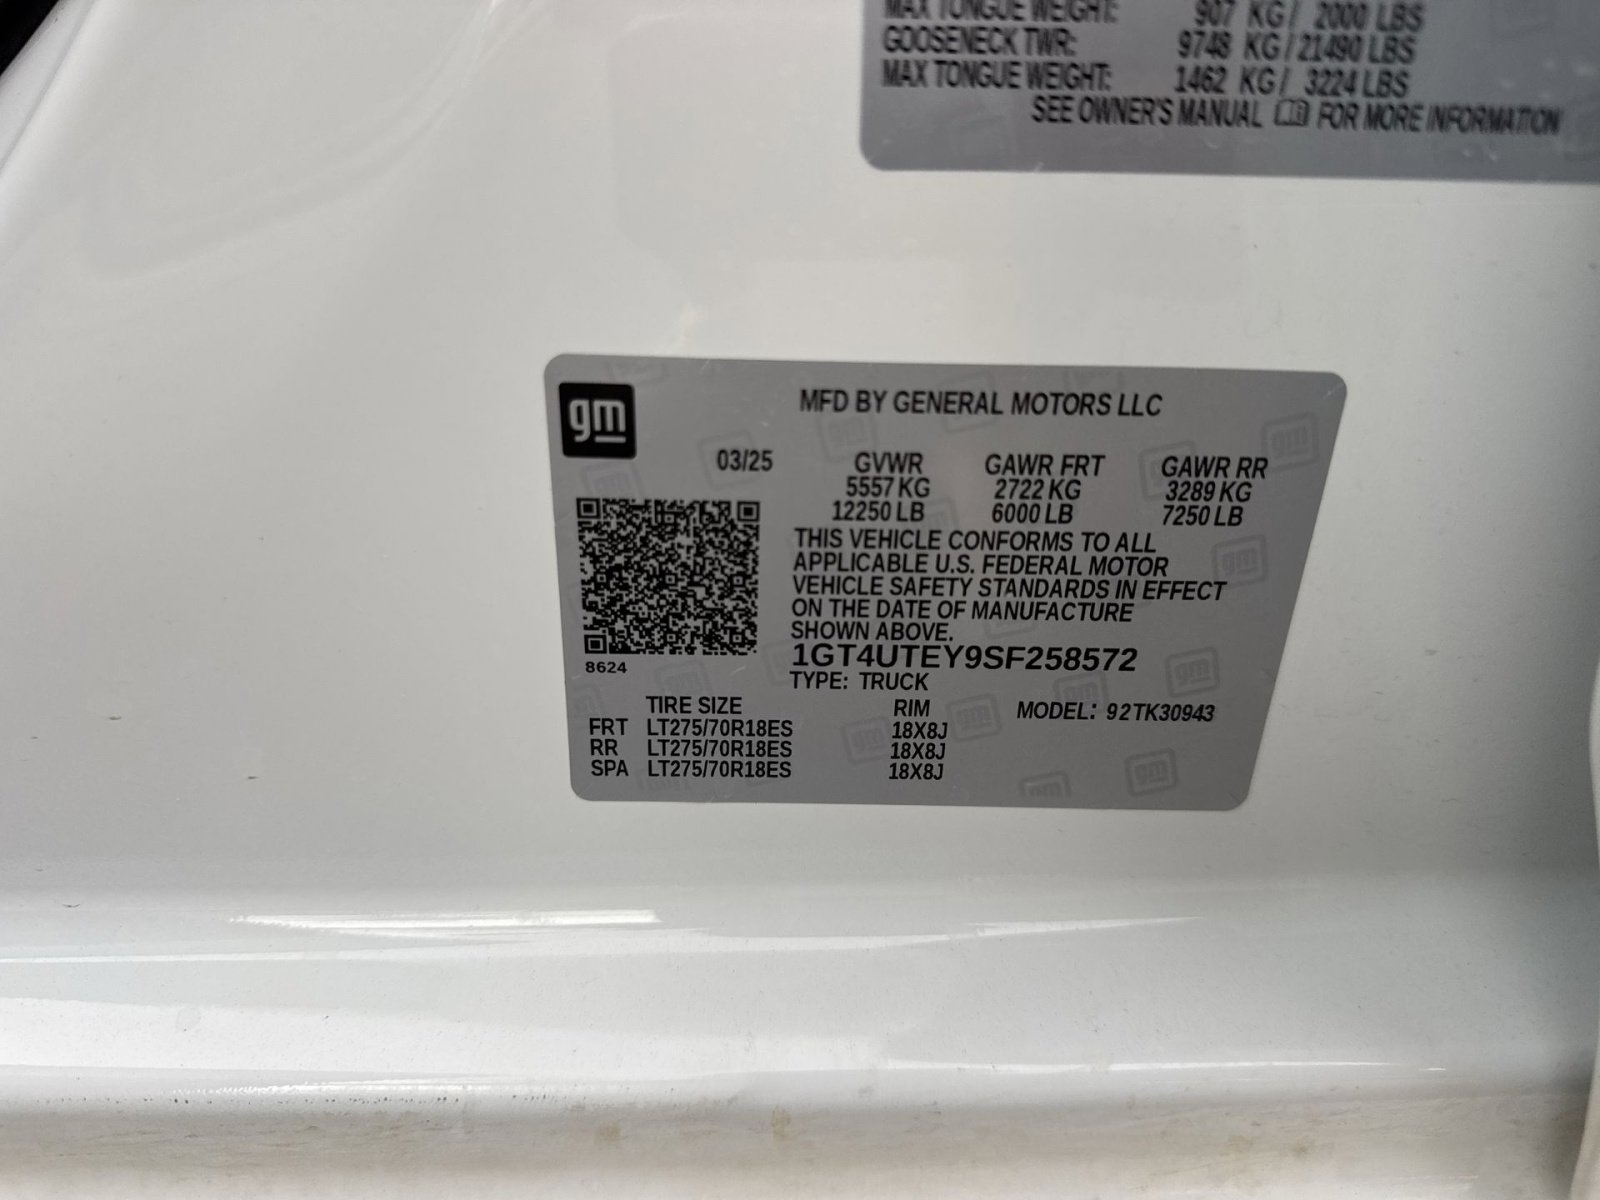 MAX TONGUE WEIGHT: 907 KG / 2000 LBS
GOOSENECK TWR: 9748 KG / 21490 LBS
MAX TONGUE WEIGHT: 1462 KG / 3224 LBS
SEE OWNER'S MANUAL FOR MORE INFORMATION
gm
MFD BY GENERAL MOTORS LLC
03/25 GVWR GAWR FRT GAWR RR
5557 KG 2722 KG 3289 KG
12250 LB 6000 LB 7250 LB
THIS VEHICLE CONFORMS TO ALL
APPLICABLE U.S. FEDERAL MOTOR
VEHICLE SAFETY STANDARDS IN EFFECT
ON THE DATE OF MANUFACTURE
SHOWN ABOVE.
8624
1GT4UTEY9SF258572
TYPE: TRUCK
TIRE SIZE RIM MODEL: 92TK30943
FRT LT275/70R18ES 18X8J
RR LT275/70R18ES 18X8J
SPA LT275/70R18ES 18X8J